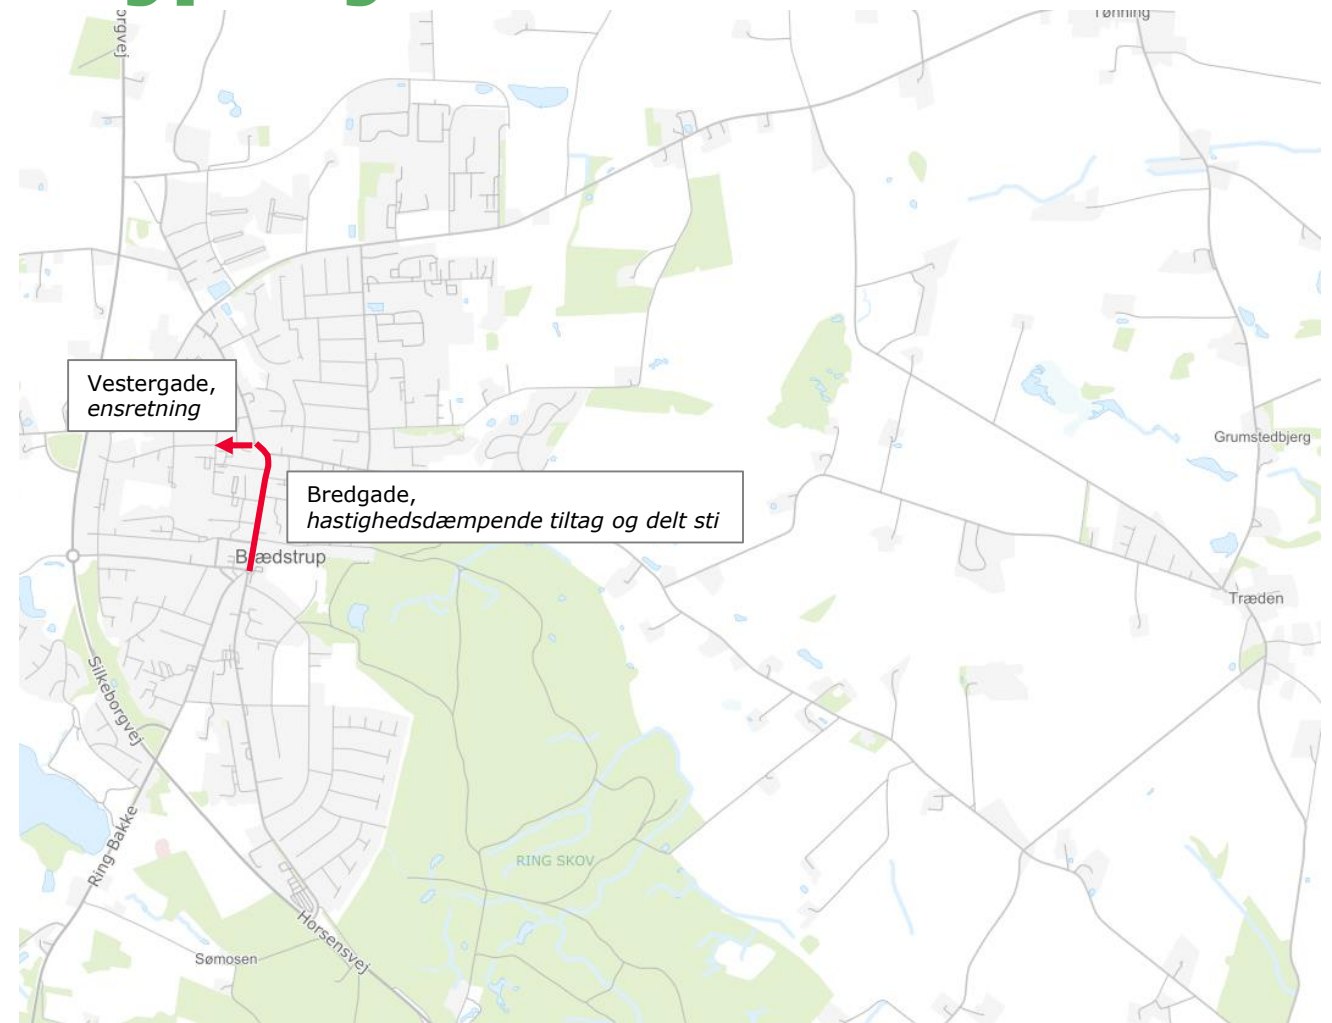 Tønning
Vestergade,
ensretning
Grumstedbjerg
Bredgade,
hastighedsdæmpende tiltag og delt sti
Brædstrup
Træden
Silkeborgvej
Ring Bakke
RING SKOV
Horsensvej
Sømosen